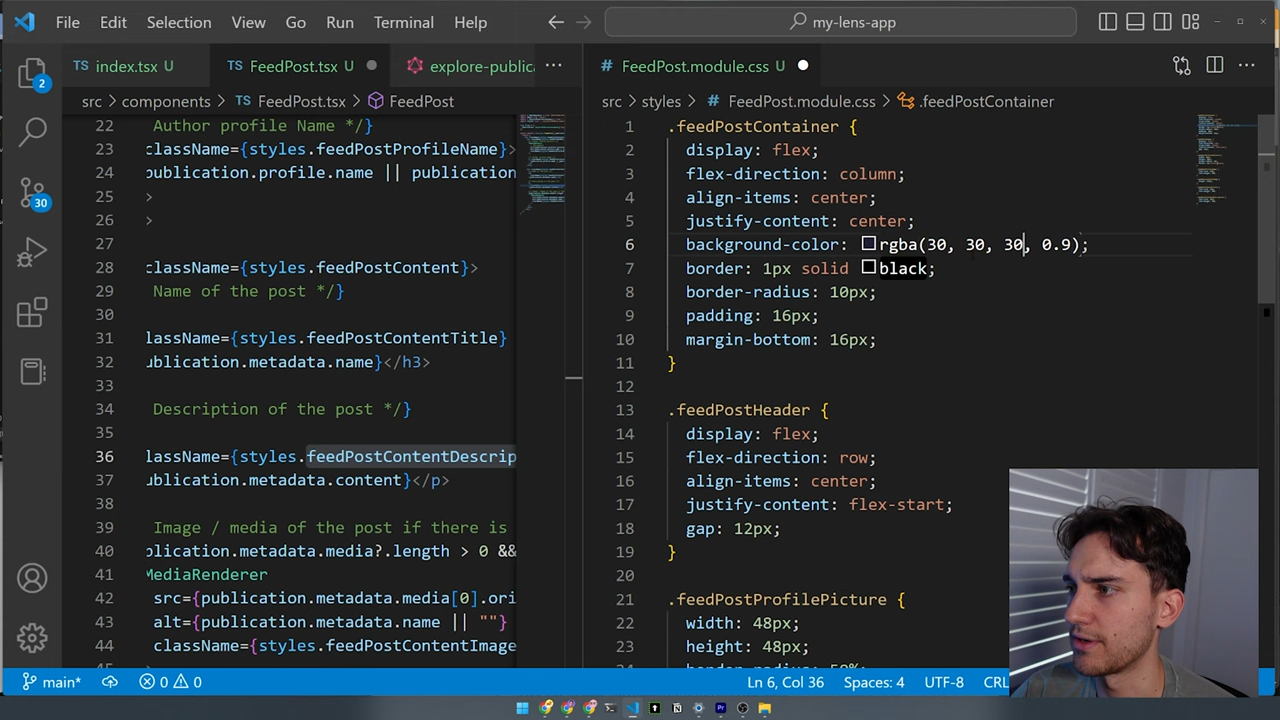 File Edit Selection View Go Run Terminal Help
my-lens-app
TS index.tsx U
TS FeedPost.tsx U
explore-publica
# FeedPost.module.css U
src > components > TS FeedPost.tsx > FeedPost
src > styles > # FeedPost.module.css > .feedPostContainer
2
30
22 Author profile Name */}
23 className={styles.feedPostProfileName}>
24 publication.profile.name || publication
25 >
26 >
27
28 className={styles.feedPostContent}>
29 Name of the post */}
30
31 lassName={styles.feedPostContentTitle}
32 ublication.metadata.name}</h3>
33
34 Description of the post */}
35
36 lassName={styles.feedPostContentDescrip
37 ublication.metadata.content}</p>
38
39 Image / media of the post if there is
40 blication.metadata.media?.length > 0 &&
41 MediaRenderer
42 src={publication.metadata.media[0].ori
43 alt={publication.metadata.name || ""}
44 className={styles.feedPostContentImage
1 .feedPostContainer {
2 display: flex;
3 flex-direction: column;
4 align-items: center;
5 justify-content: center;
6 background-color: rgba(30, 30, 30, 0.9);
7 border: 1px solid black;
8 border-radius: 10px;
9 padding: 16px;
10 margin-bottom: 16px;
11 }
12
13 .feedPostHeader {
14 display: flex;
15 flex-direction: row;
16 align-items: center;
17 justify-content: flex-start;
18 gap: 12px;
19 }
20
21 .feedPostProfilePicture {
22 width: 48px;
23 height: 48px;
24 border-radius: 50%;
main* 0 0
Ln 6, Col 36 Spaces: 4 UTF-8 CRL